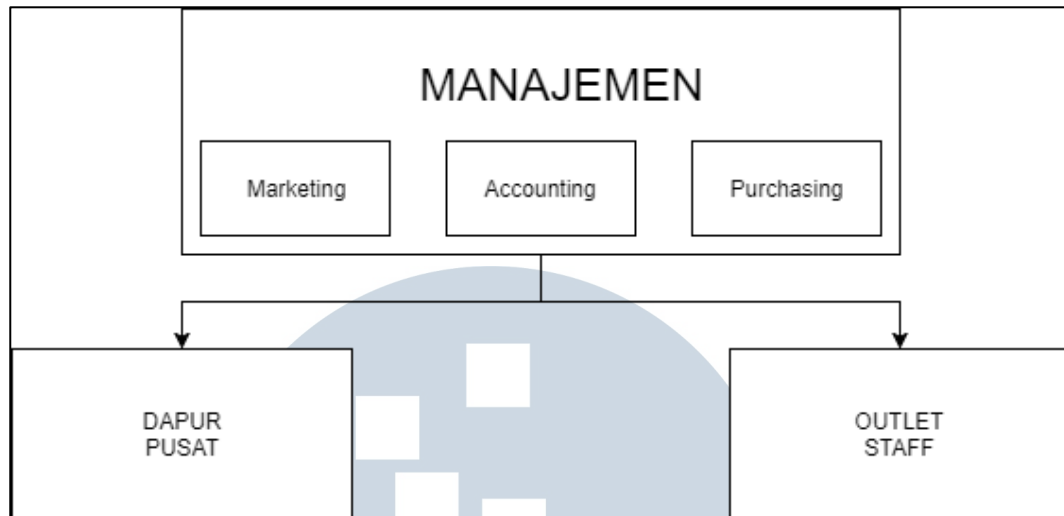 MANAJEMEN
Marketing
Accounting
Purchasing
DAPUR
PUSAT
OUTLET
STAFF